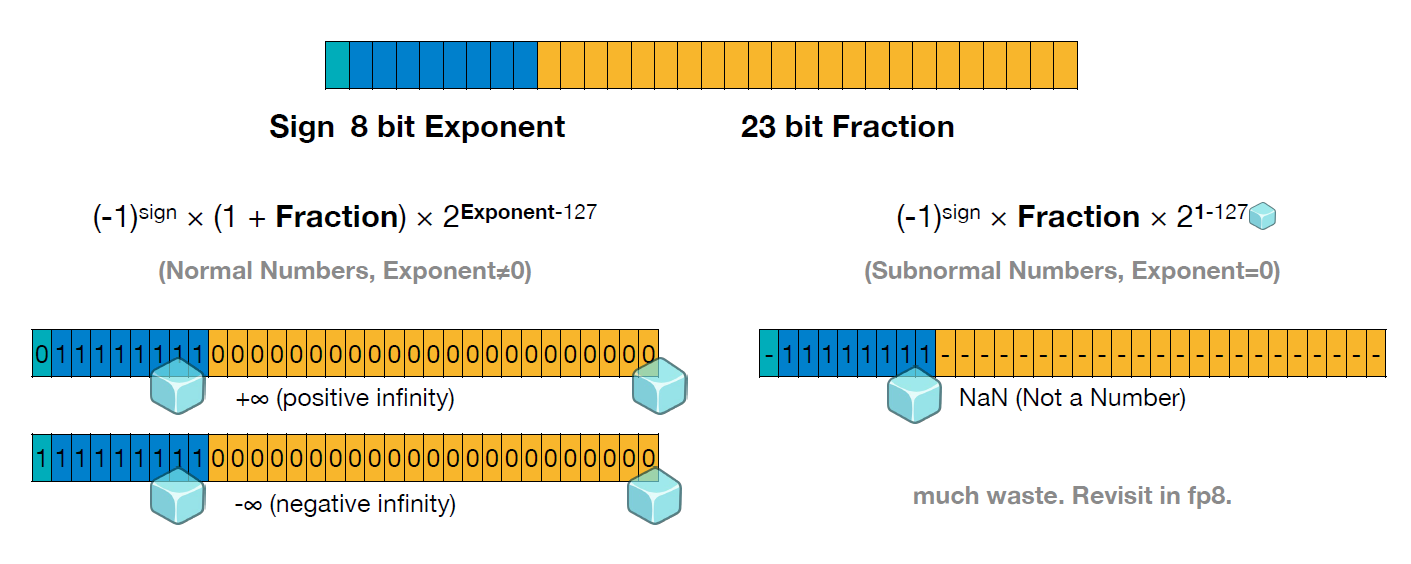 Sign 8 bit Exponent 23 bit Fraction
(-1)^sign × (1 + Fraction) × 2^Exponent-127
(-1)^sign × Fraction × 2^1-127
(Normal Numbers, Exponent≠0)
(Subnormal Numbers, Exponent=0)
0 1 1 1 1 1 1 1 1 0 0 0 0 0 0 0 0 0 0 0 0 0 0 0 0 0 0 0 0 0 0 0
- 1 1 1 1 1 1 1 1 - - - - - - - - - - - - - - - - - - - - - - -
+∞ (positive infinity)
NaN (Not a Number)
1 1 1 1 1 1 1 1 1 0 0 0 0 0 0 0 0 0 0 0 0 0 0 0 0 0 0 0 0 0 0 0
-∞ (negative infinity)
much waste. Revisit in fp8.